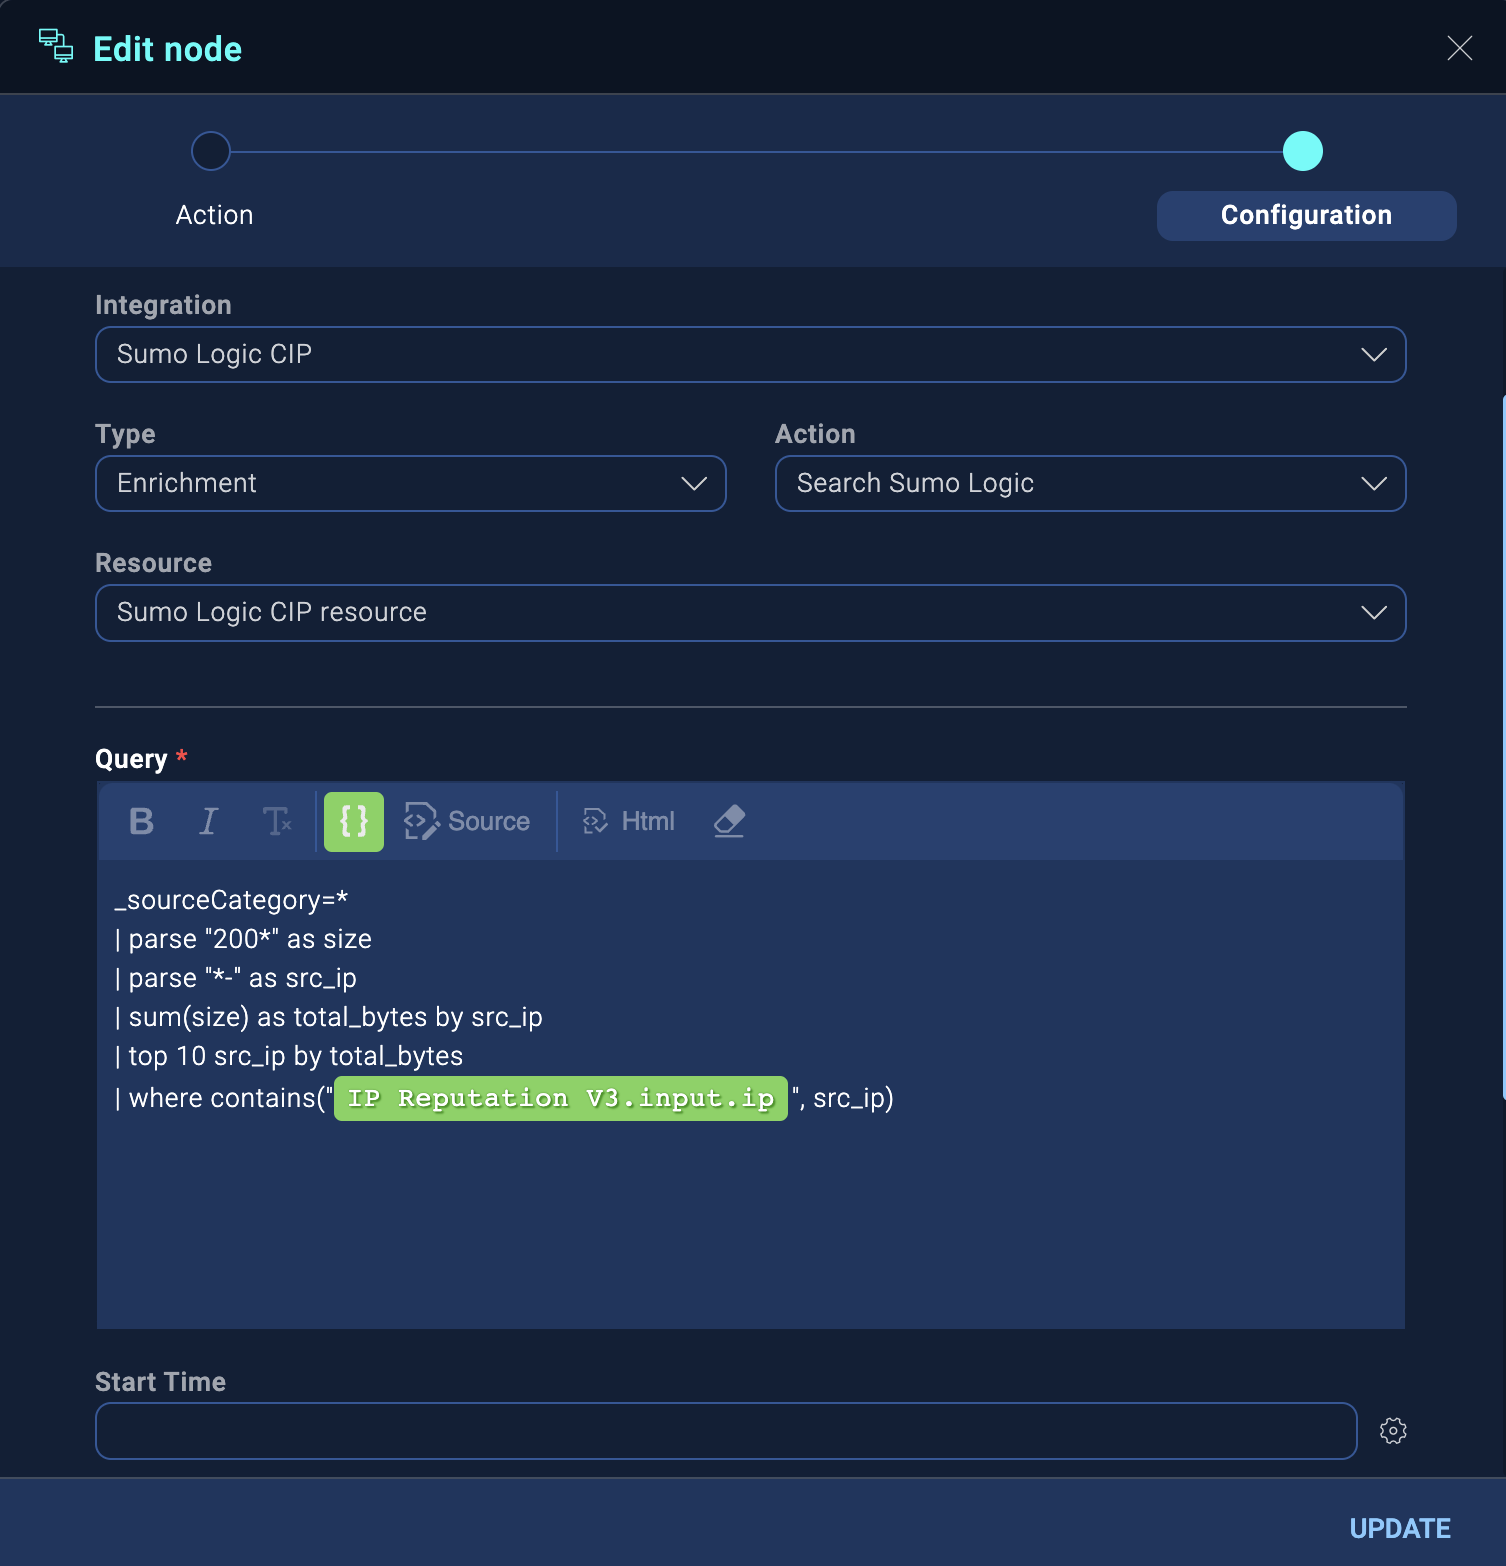 Edit node
Action
Configuration
Integration
Sumo Logic CIP
Type
Action
Enrichment
Search Sumo Logic
Resource
Sumo Logic CIP resource
Query *
B I Tx {} Source Html
_sourceCategory=*
| parse "200*" as size
| parse "*-" as src_ip
| sum(size) as total_bytes by src_ip
| top 10 src_ip by total_bytes
| where contains("IP Reputation V3.input.ip", src_ip)
Start Time
UPDATE